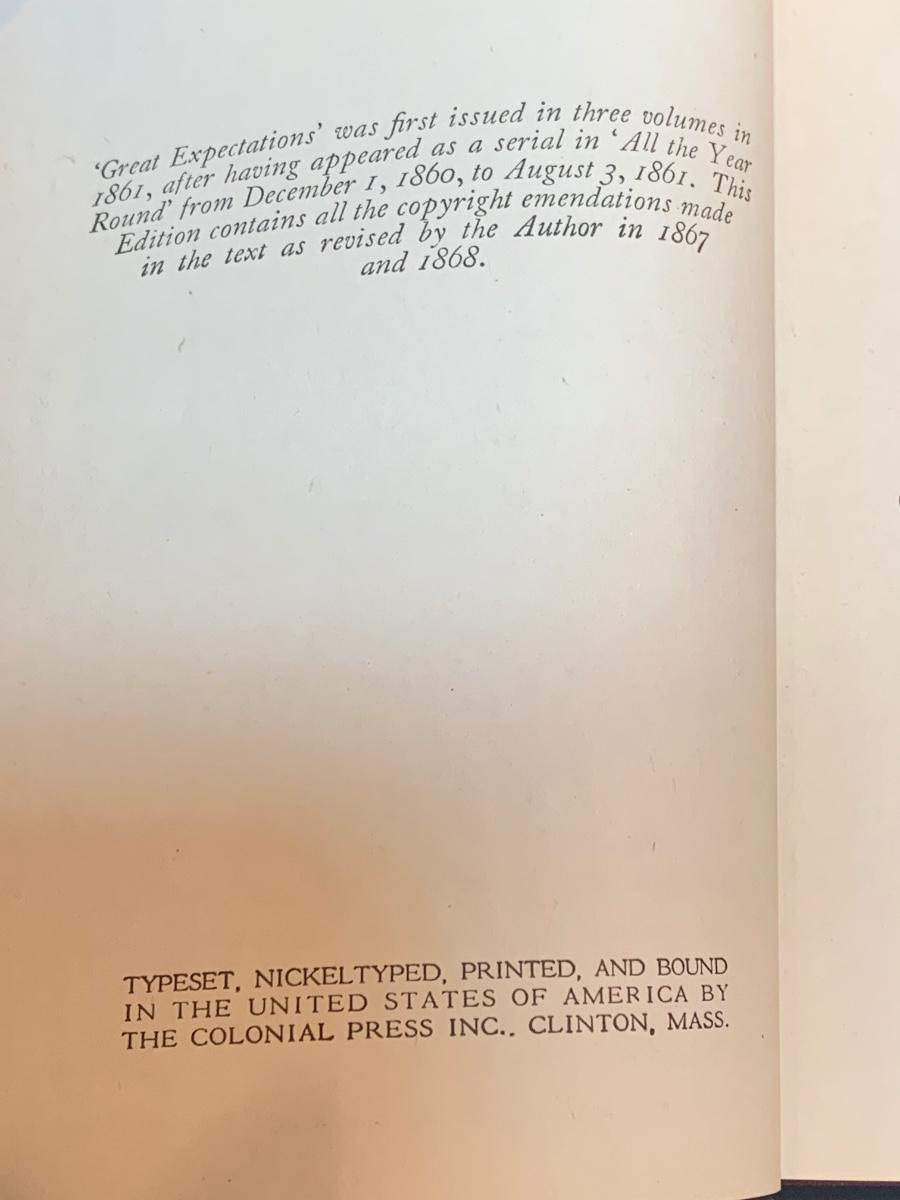 ‘Great Expectations’ was first issued in three volumes in
1861, after having appeared as a serial in ‘All the Year
Round’ from December 1, 1860, to August 3, 1861. This
Edition contains all the copyright emendations made
in the text as revised by the Author in 1867
and 1868.
TYPESET, NICKELTYPED, PRINTED, AND BOUND
IN THE UNITED STATES OF AMERICA BY
THE COLONIAL PRESS INC., CLINTON, MASS.